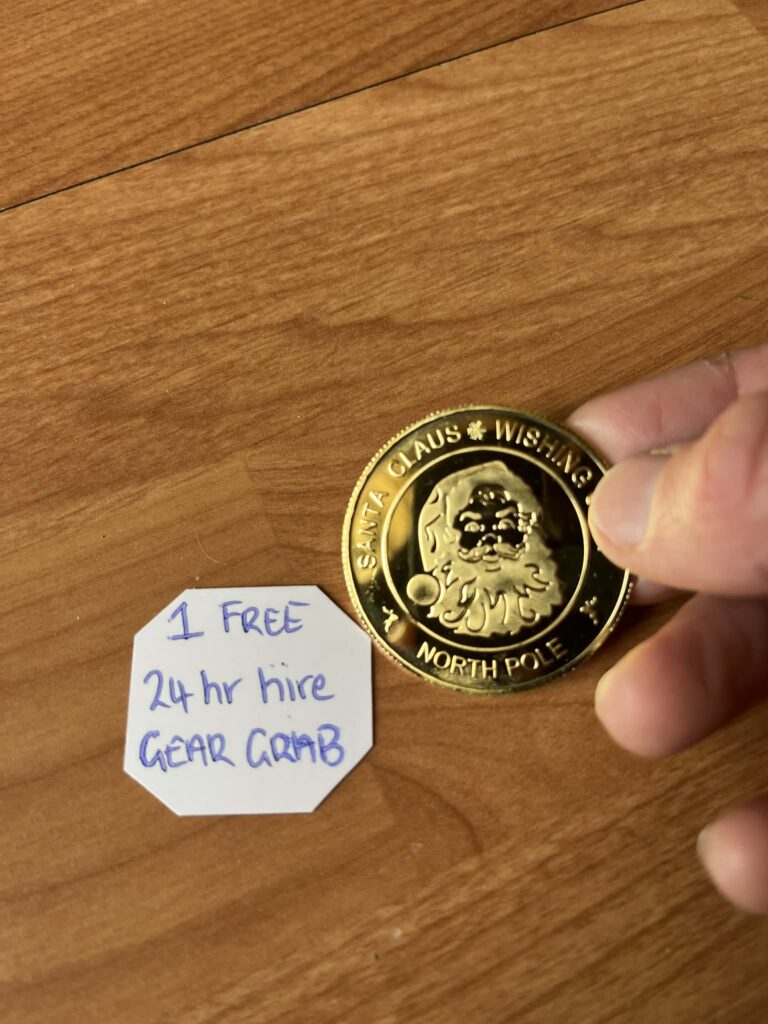 SANTA CLAUS WISHING
NORTH POLE
1 FREE
24 hr hire
GEAR GRAB